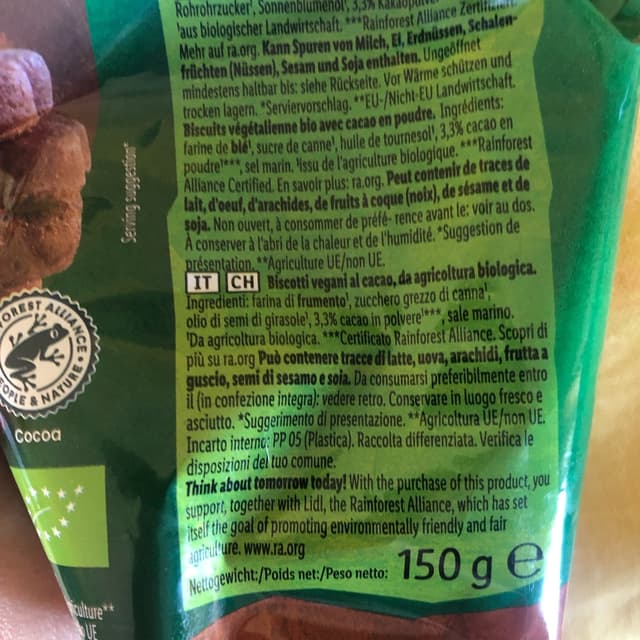 Rohrohrzucker¹, Sonnenblumenöl¹, 3,3% Kakaopulver¹***
¹aus biologischer Landwirtschaft. ***Rainforest Alliance Zertifiziert.
Mehr auf ra.org. Kann Spuren von Milch, Ei, Erdnüssen, Schalen-
früchten (Nüssen), Sesam und Soja enthalten. Ungeöffnet
mindestens haltbar bis: siehe Rückseite. Vor Wärme schützen und
trocken lagern. *Serviervorschlag. **EU-/Nicht-EU Landwirtschaft.
Biscuits végétalienne bio avec cacao en poudre. Ingrédients:
farine de blé¹, sucre de canne¹, huile de tournesol¹, 3,3% cacao en
poudre¹***, sel marin. ¹issu de l'agriculture biologique. ***Rainforest
Alliance Certified. En savoir plus: ra.org. Peut contenir de traces de
lait, d'oeuf, d'arachides, de fruits à coque (noix), de sésame et de
soja. Non ouvert, à consommer de préfé- rence avant le: voir au dos.
À conserver à l'abri de la chaleur et de l'humidité. *Suggestion de
présentation. **Agriculture UE/non UE.
IT CH Biscotti vegani al cacao, da agricoltura biologica.
Ingredienti: farina di frumento¹, zucchero grezzo di canna¹,
olio di semi di girasole¹, 3,3% cacao in polvere¹***, sale marino.
¹Da agricoltura biologica. ***Certificato Rainforest Alliance. Scopri di
più su ra.org Può contenere tracce di latte, uova, arachidi, frutta a
guscio, semi di sesamo e soia. Da consumarsi preferibilmente entro
il (in confezione integra): vedere retro. Conservare in luogo fresco e
asciutto. *Suggerimento di presentazione. **Agricoltura UE/non UE.
Incarto interno: PP 05 (Plastica). Raccolta differenziata. Verifica le
disposizioni del tuo comune.
Think about tomorrow today! With the purchase of this product, you
support, together with Lidl, the Rainforest Alliance, which has set
itself the goal of promoting environmentally friendly and fair
agriculture. www.ra.org
Nettogewicht:/Poids net:/Peso netto: 150 g e
Serving suggestion*
FOREST ALLIANCE
PEOPLE & NATURE
Cocoa
culture**
UE